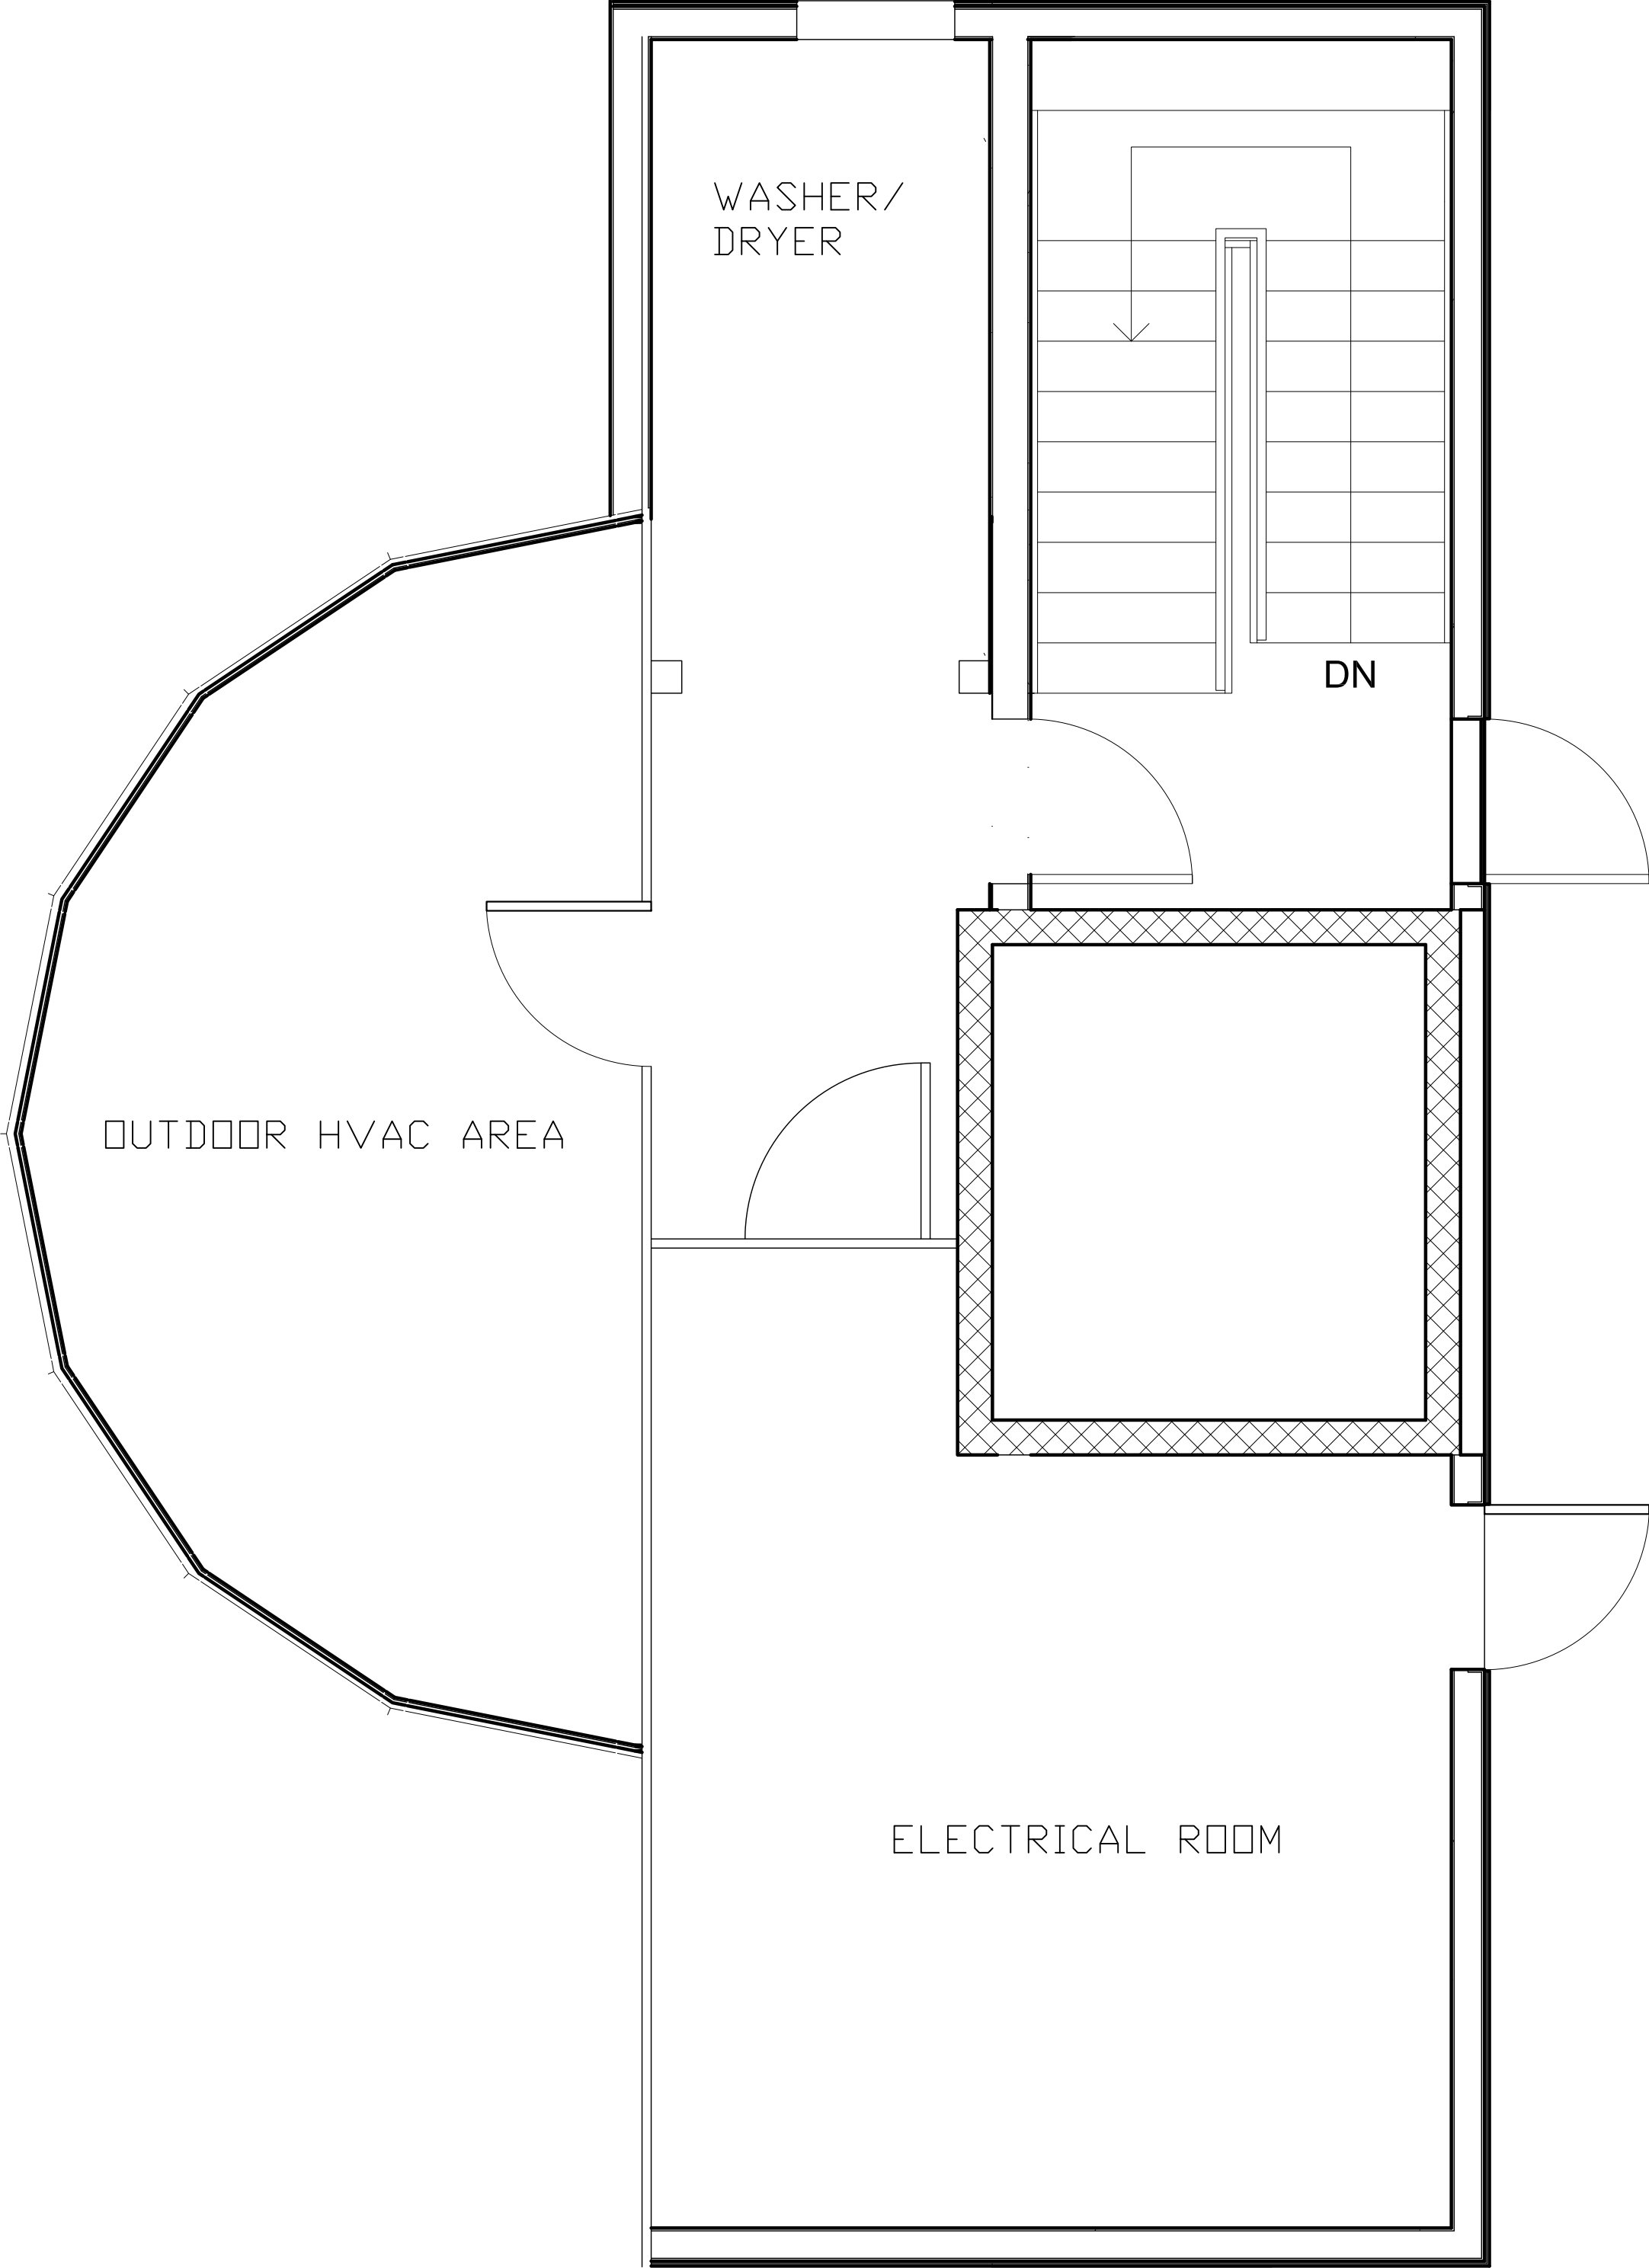 WASHER/
DRYER
DN
OUTDOOR HVAC AREA
ELECTRICAL ROOM